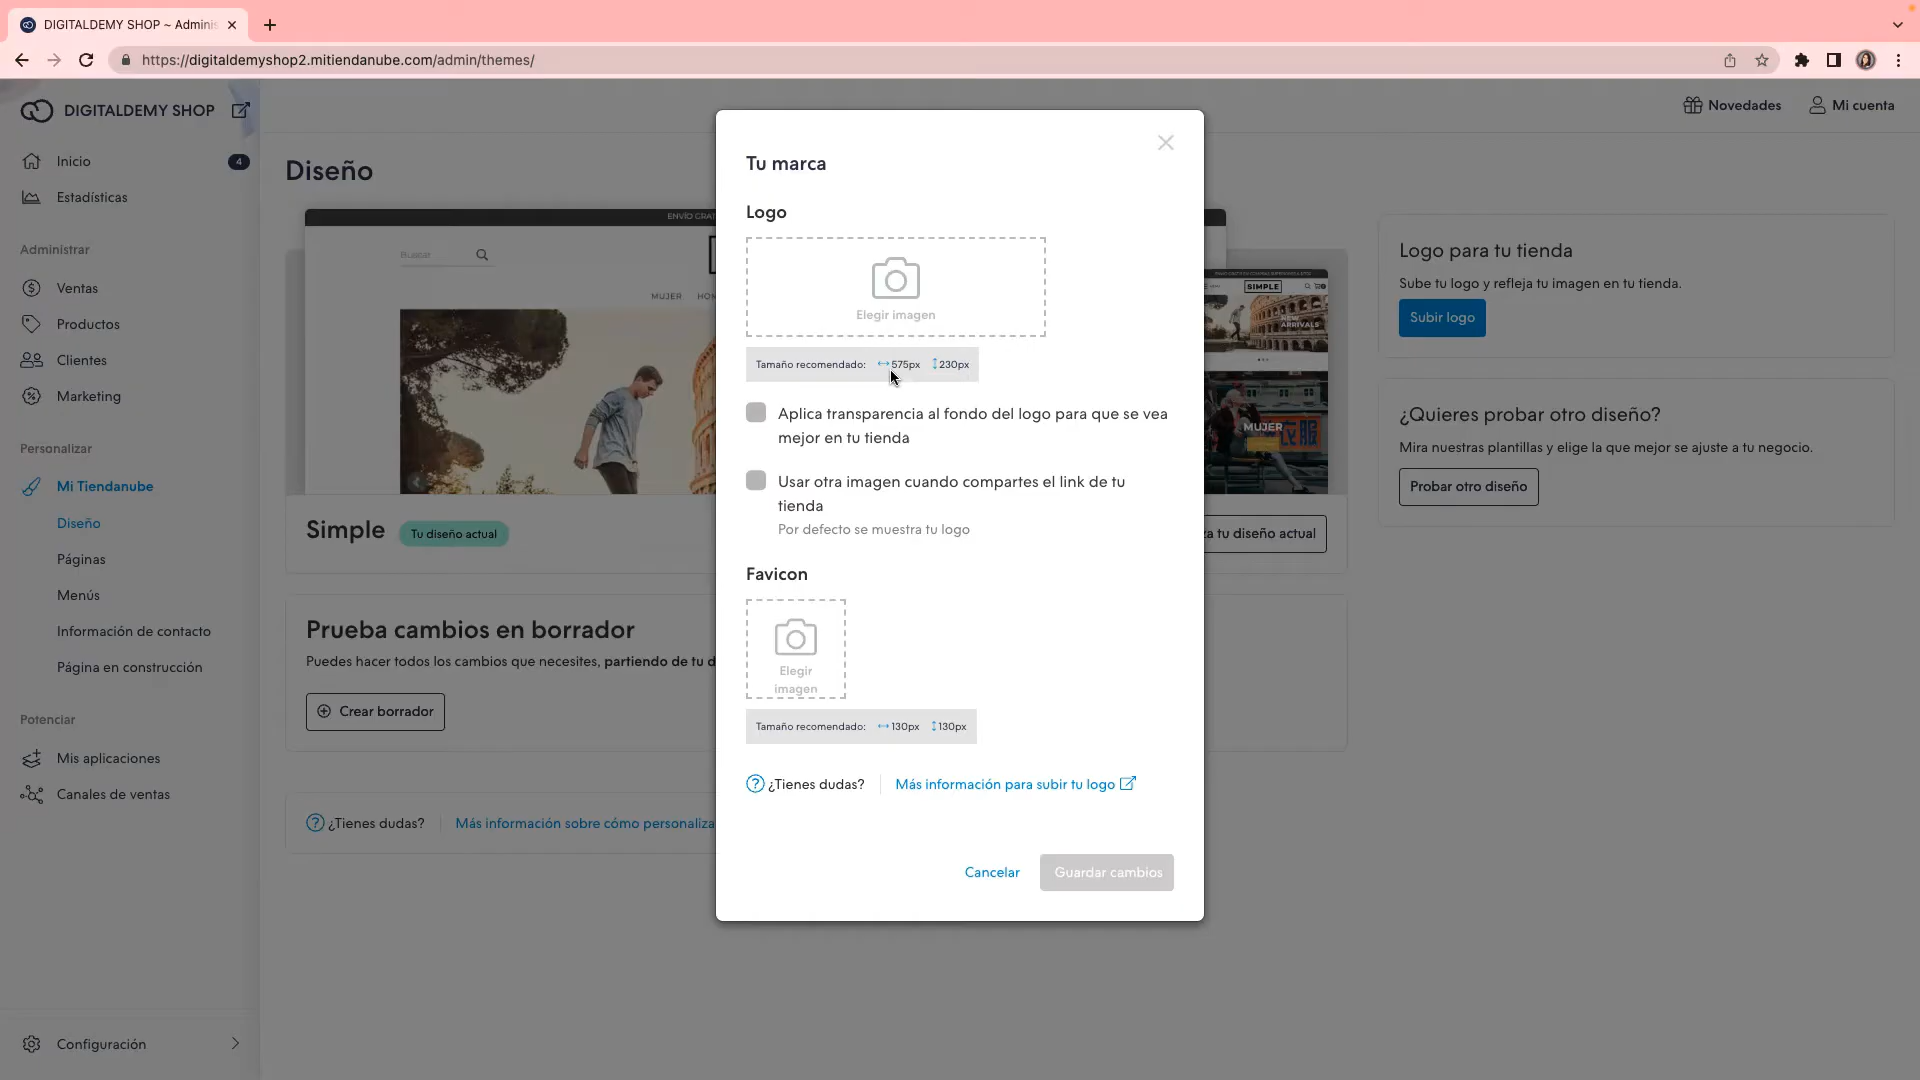 DIGITALDEMY SHOP ~ Adminis
https://digitaldemyshop2.mitiendanube.com/admin/themes/
DIGITALDEMY SHOP
Novedades
Mi cuenta
Inicio
4
Estadísticas
Administrar
Ventas
Productos
Clientes
Marketing
Personalizar
Mi Tiendanube
Diseño
Páginas
Menús
Información de contacto
Página en construcción
Potenciar
Mis aplicaciones
Canales de ventas
Configuración
Diseño
ENVÍO GRAT
Buscar
MUJER HOM
Simple
Tu diseño actual
za tu diseño actual
Prueba cambios en borrador
Puedes hacer todos los cambios que necesites, partiendo de tu d
Crear borrador
¿Tienes dudas?
Más información sobre cómo personaliza
Tu marca
Logo
Elegir imagen
Tamaño recomendado: 575px 230px
Aplica transparencia al fondo del logo para que se vea
mejor en tu tienda
Usar otra imagen cuando compartes el link de tu
tienda
Por defecto se muestra tu logo
Favicon
Elegir
imagen
Tamaño recomendado: 130px 130px
¿Tienes dudas?
Más información para subir tu logo
Cancelar
Guardar cambios
SIMPLE
NEW
ARRIVALS
MUJER
Logo para tu tienda
Sube tu logo y refleja tu imagen en tu tienda.
Subir logo
¿Quieres probar otro diseño?
Mira nuestras plantillas y elige la que mejor se ajuste a tu negocio.
Probar otro diseño